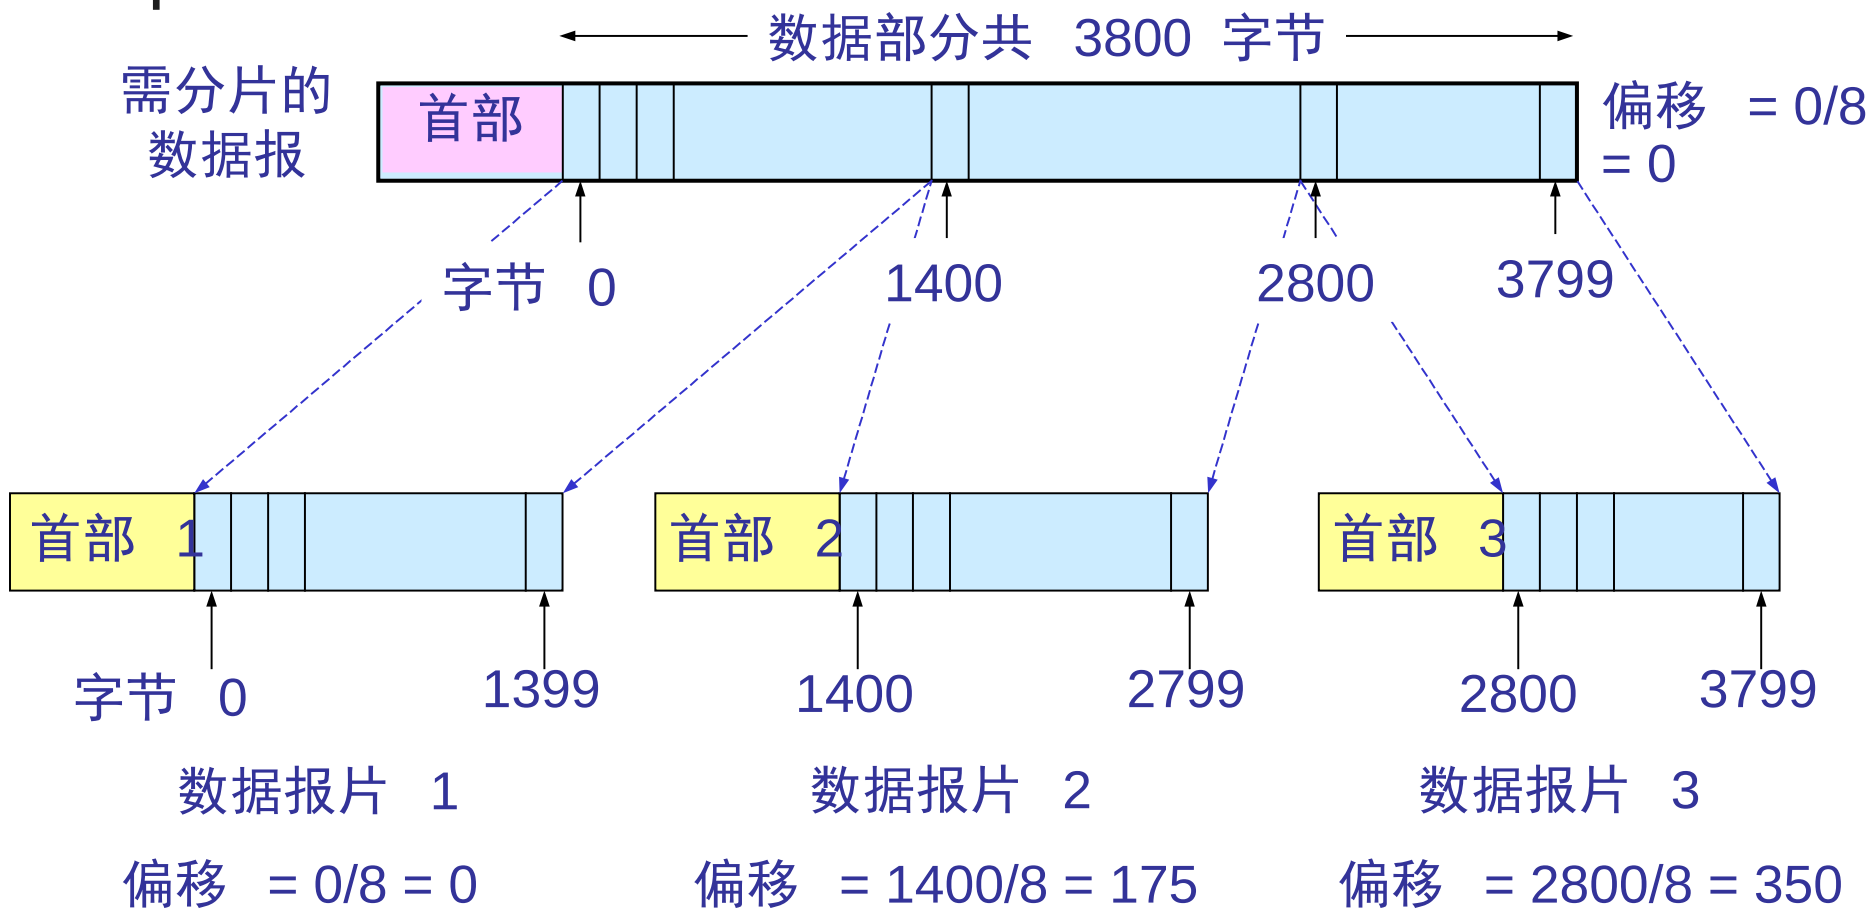 数据部分共 3800 字节
需分片的
数据报
首部
偏移 = 0/8
= 0
字节 0
1400
2800
3799
首部 1
首部 2
首部 3
字节 0
1399
1400
2799
2800
3799
数据报片 1
数据报片 2
数据报片 3
偏移 = 0/8 = 0
偏移 = 1400/8 = 175
偏移 = 2800/8 = 350